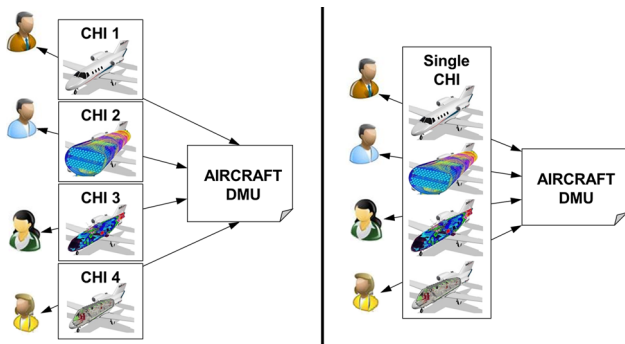 CHI 1
CHI 2
CHI 3
CHI 4
AIRCRAFT
DMU
Single
CHI
AIRCRAFT
DMU